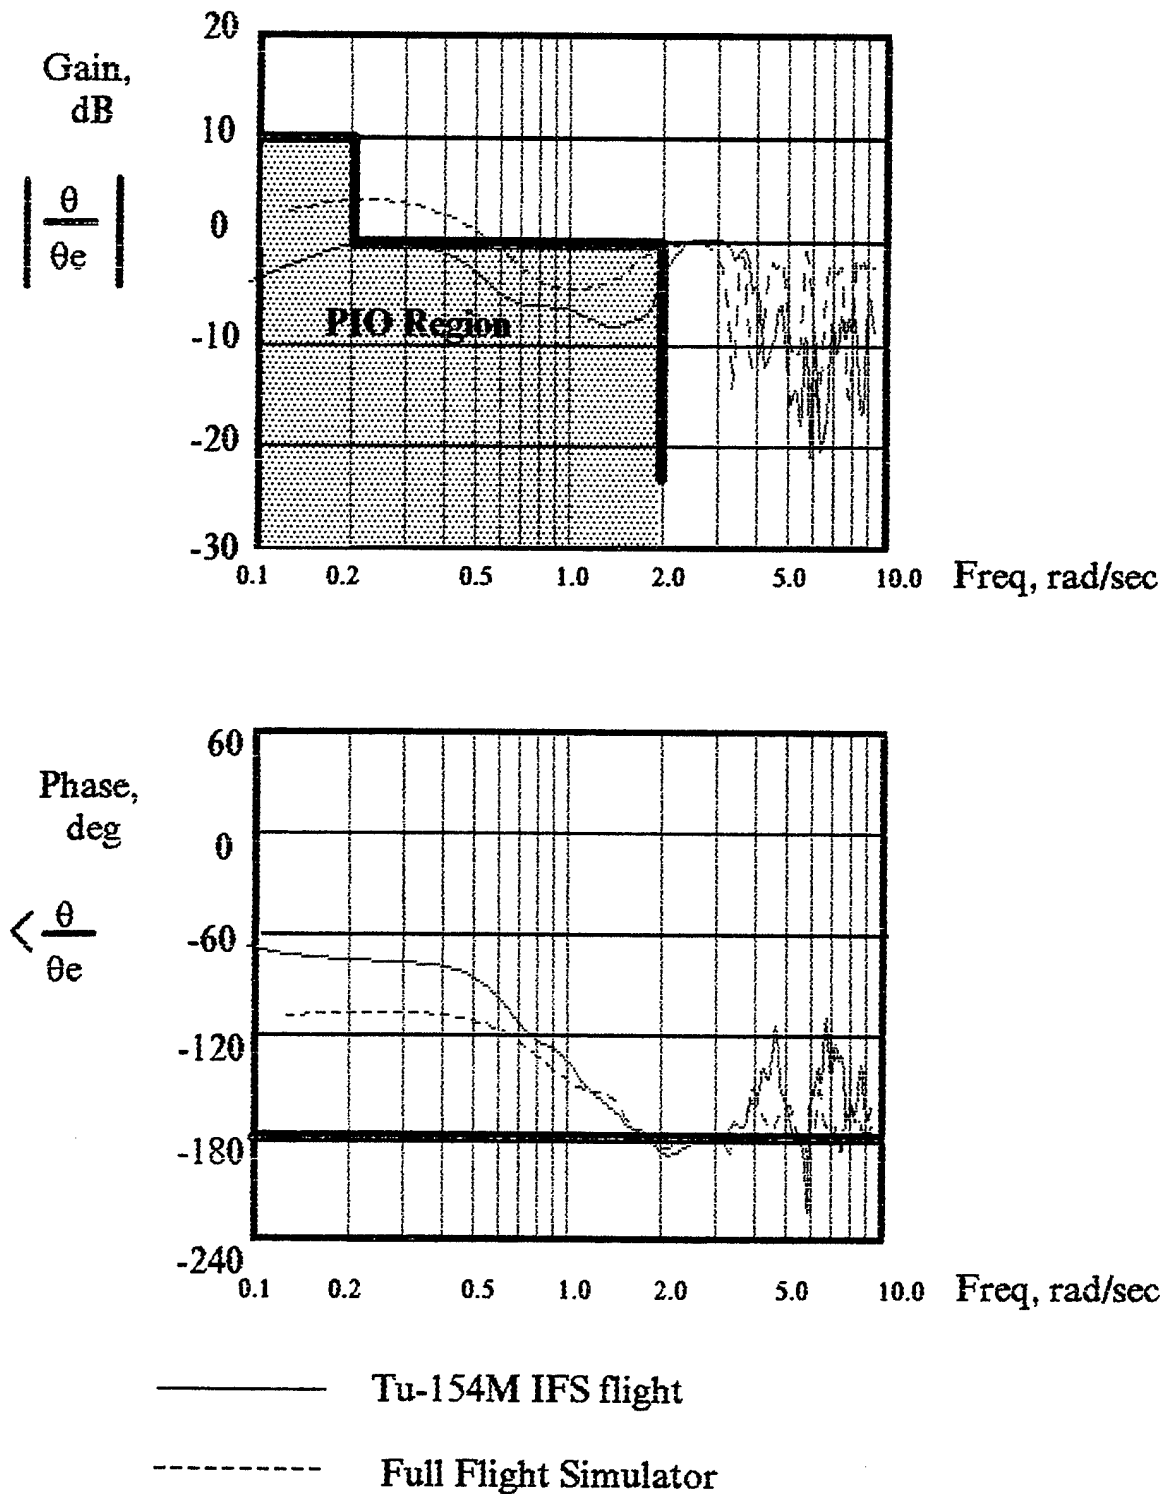 20
Gain,
dB
10
θ
θe
0
PIO Region
-10
-20
-30
0.1 0.2 0.5 1.0 2.0 5.0 10.0 Freq, rad/sec
60
Phase,
deg
0
< θ
θe
-60
-120
-180
-240
0.1 0.2 0.5 1.0 2.0 5.0 10.0 Freq, rad/sec
Tu-154M IFS flight
Full Flight Simulator